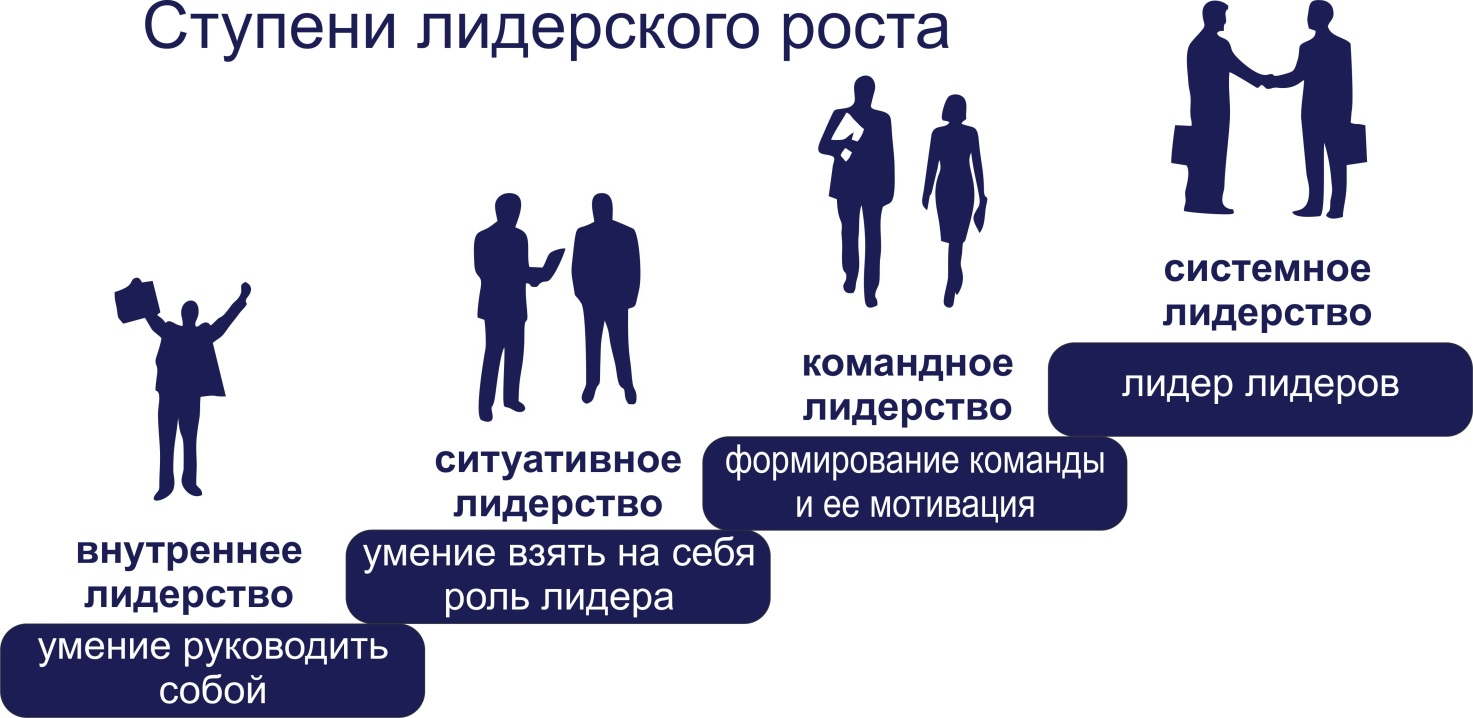 Ступени лидерского роста
внутреннее
лидерство
умение руководить
собой
ситуативное
лидерство
умение взять на себя
роль лидера
командное
лидерство
формирование команды
и ее мотивация
системное
лидерство
лидер лидеров